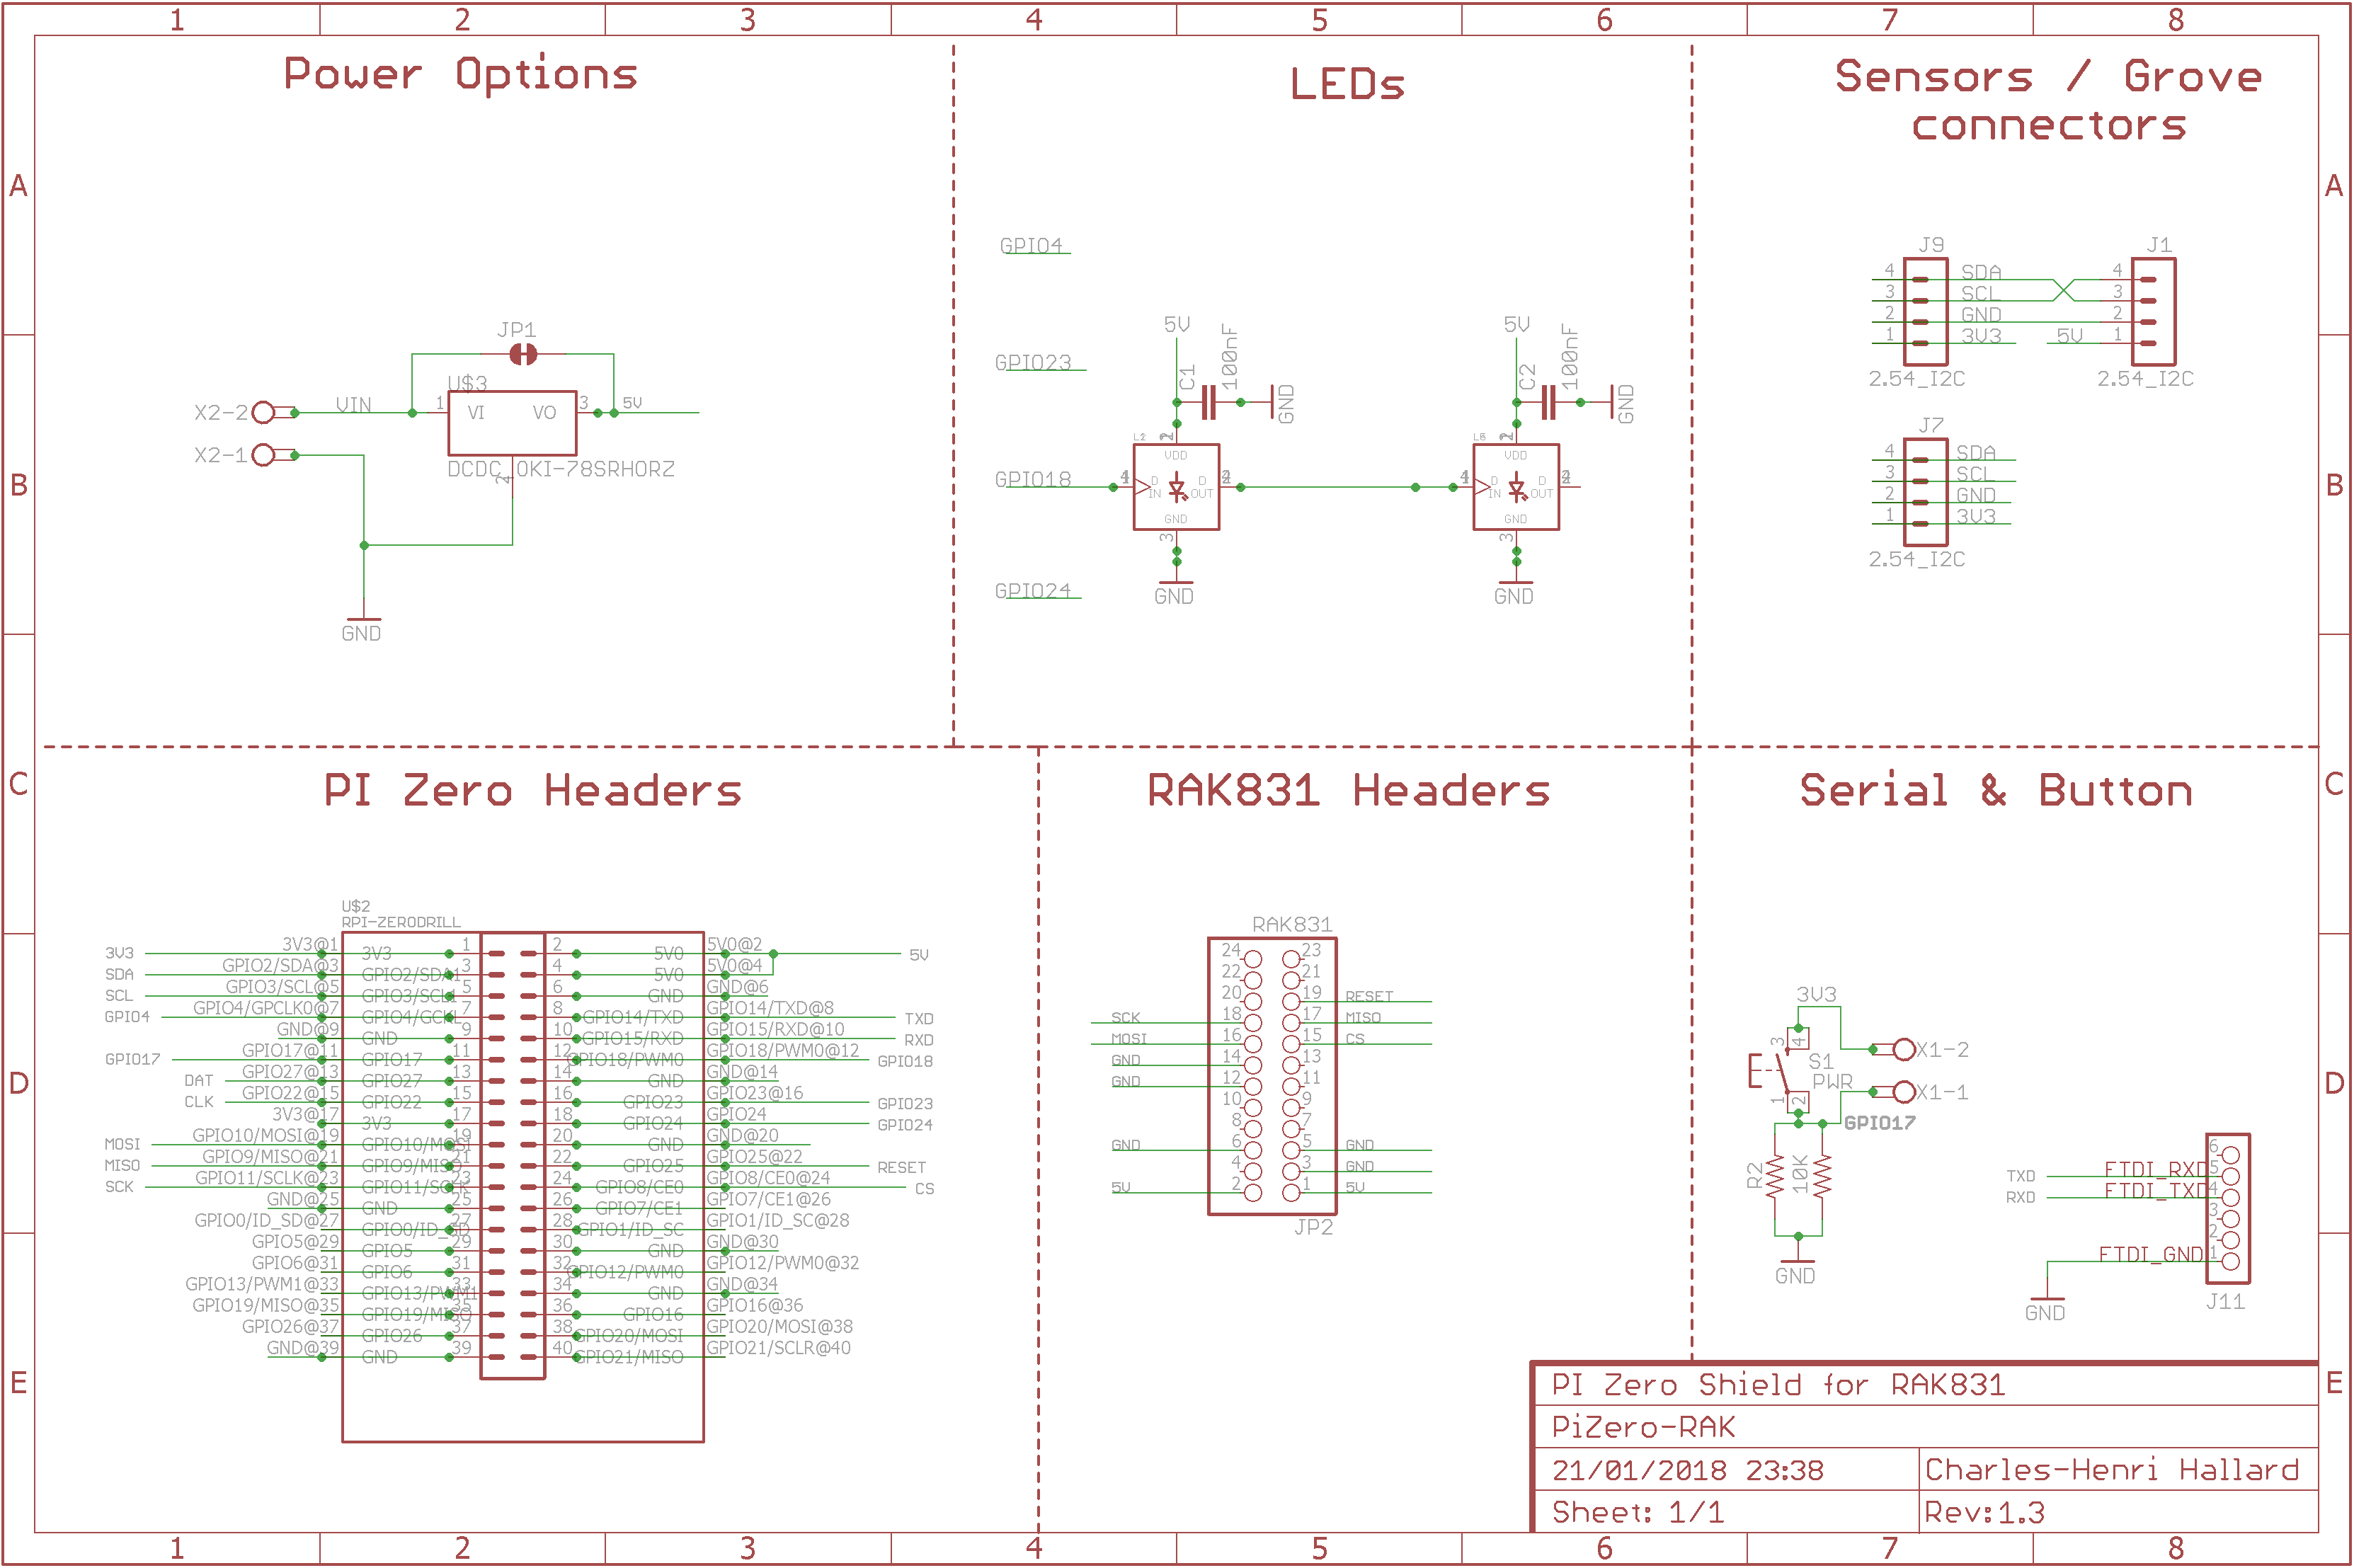 1 2 3 4 5 6 7 8
Power Options
LEDs
Sensors / Grove
connectors
A
A
GPIO4
J9
J1
4 SDA 4
3 SCL 3
2 GND 2
1 3V3 5V 1
2.54_I2C
2.54_I2C
JP1
U$3
X2-2 VIN 1 VI VO 3 5V
X2-1
DCDC_OKI-78SRHORZ
2
GND
5V
C1
100nF
GND
5V
C2
100nF
GND
GPIO23
VDD
GPIO18
D IN
D OUT
GND
3
GND
VDD
D IN
D OUT
GND
3
GND
GPIO24
J7
4 SDA
3 SCL
2 GND
1 3V3
2.54_I2C
B
B
C
C
PI Zero Headers
RAK831 Headers
Serial & Button
U$2
RPI-ZERODRILL
3V3 3V3@1 3V3 1 2 5V0 5V0@2 5V
SDA GPIO2/SDA@3 GPIO2/SDA1 3 4 5V0 5V0@4
SCL GPIO3/SCL@5 GPIO3/SCL1 5 6 GND GND@6
GPIO4 GPIO4/GPCLK0@7 GPIO4/GCKL 7 8 GPIO14/TXD GPIO14/TXD@8 TXD
GND@9 GND 9 10 GPIO15/RXD GPIO15/RXD@10 RXD
GPIO17 GPIO17@11 GPIO17 11 12 GPIO18/PWM0 GPIO18/PWM0@12 GPIO18
DAT GPIO27@13 GPIO27 13 14 GND GND@14
CLK GPIO22@15 GPIO22 15 16 GPIO23 GPIO23@16 GPIO23
3V3@17 3V3 17 18 GPIO24 GPIO24 GPIO24
MOSI GPIO10/MOSI@19 GPIO10/MOSI 19 20 GND GND@20
MISO GPIO9/MISO@21 GPIO9/MISO 21 22 GPIO25 GPIO25@22 RESET
SCK GPIO11/SCLK@23 GPIO11/SCLK 23 24 GPIO8/CE0 GPIO8/CE0@24 CS
GND@25 GND 25 26 GPIO7/CE1 GPIO7/CE1@26
GPIO0/ID_SD@27 GPIO0/ID_SD 27 28 GPIO1/ID_SC GPIO1/ID_SC@28
GPIO5@29 GPIO5 29 30 GND GND@30
GPIO6@31 GPIO6 31 32 GPIO12/PWM0 GPIO12/PWM0@32
GPIO13/PWM1@33 GPIO13/PWM1 33 34 GND GND@34
GPIO19/MISO@35 GPIO19/MISO 35 36 GPIO16 GPIO16@36
GPIO26@37 GPIO26 37 38 GPIO20/MOSI GPIO20/MOSI@38
GND@39 GND 39 40 GPIO21/MISO GPIO21/SCLR@40
RAK831
24 23
22 21
20 19 RESET
SCK 18 17 MISO
MOSI 16 15 CS
GND 14 13
GND 12 11
10 9
8 7
GND 6 5 GND
4 3 GND
5V 2 1 5V
JP2
3V3
3 4
X1-2
S1
PWR
1 2
X1-1
GPIO17
R2
10K
GND
6
TXD FTDI_RXD 5
RXD FTDI_TXD 4
3
2
FTDI_GND 1
GND
J11
D
D
E
E
PI Zero Shield for RAK831
PiZero-RAK
21/01/2018 23:38 Charles-Henri Hallard
Sheet: 1/1 Rev:1.3
1 2 3 4 5 6 7 8